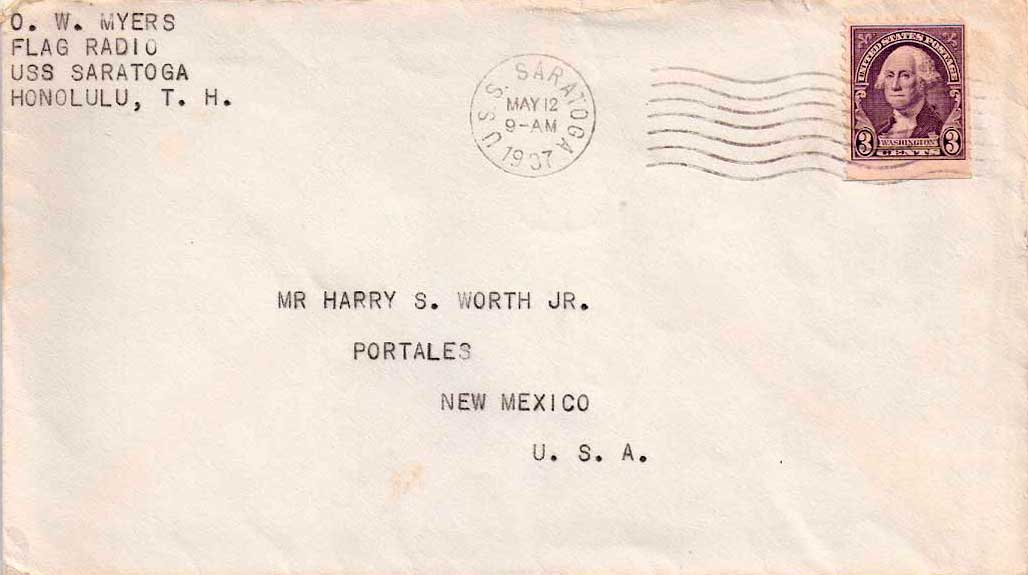 O. W. MYERS
FLAG RADIO
USS SARATOGA
HONOLULU, T. H.
U.S.S. SARATOGA
MAY 12
9-AM
1937
UNITED STATES POSTAGE
WASHINGTON
3 CENTS 3
MR HARRY S. WORTH JR.
PORTALES
NEW MEXICO
U. S. A.